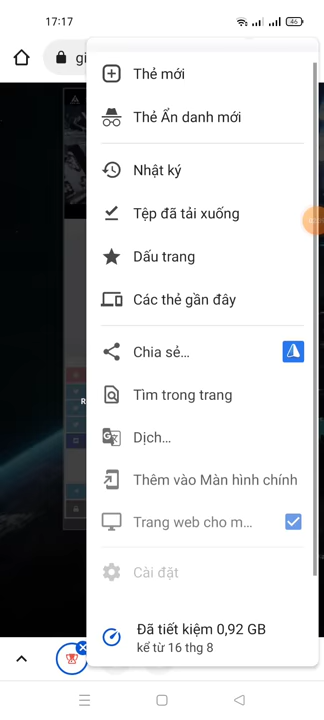 17:17
46
gi
Thẻ mới
Thẻ Ẩn danh mới
Nhật ký
Tệp đã tải xuống
Dấu trang
Các thẻ gần đây
Chia sẻ...
Tìm trong trang
Dịch...
Thêm vào Màn hình chính
Trang web cho m...
Cài đặt
Đã tiết kiệm 0,92 GB
kể từ 16 thg 8
R